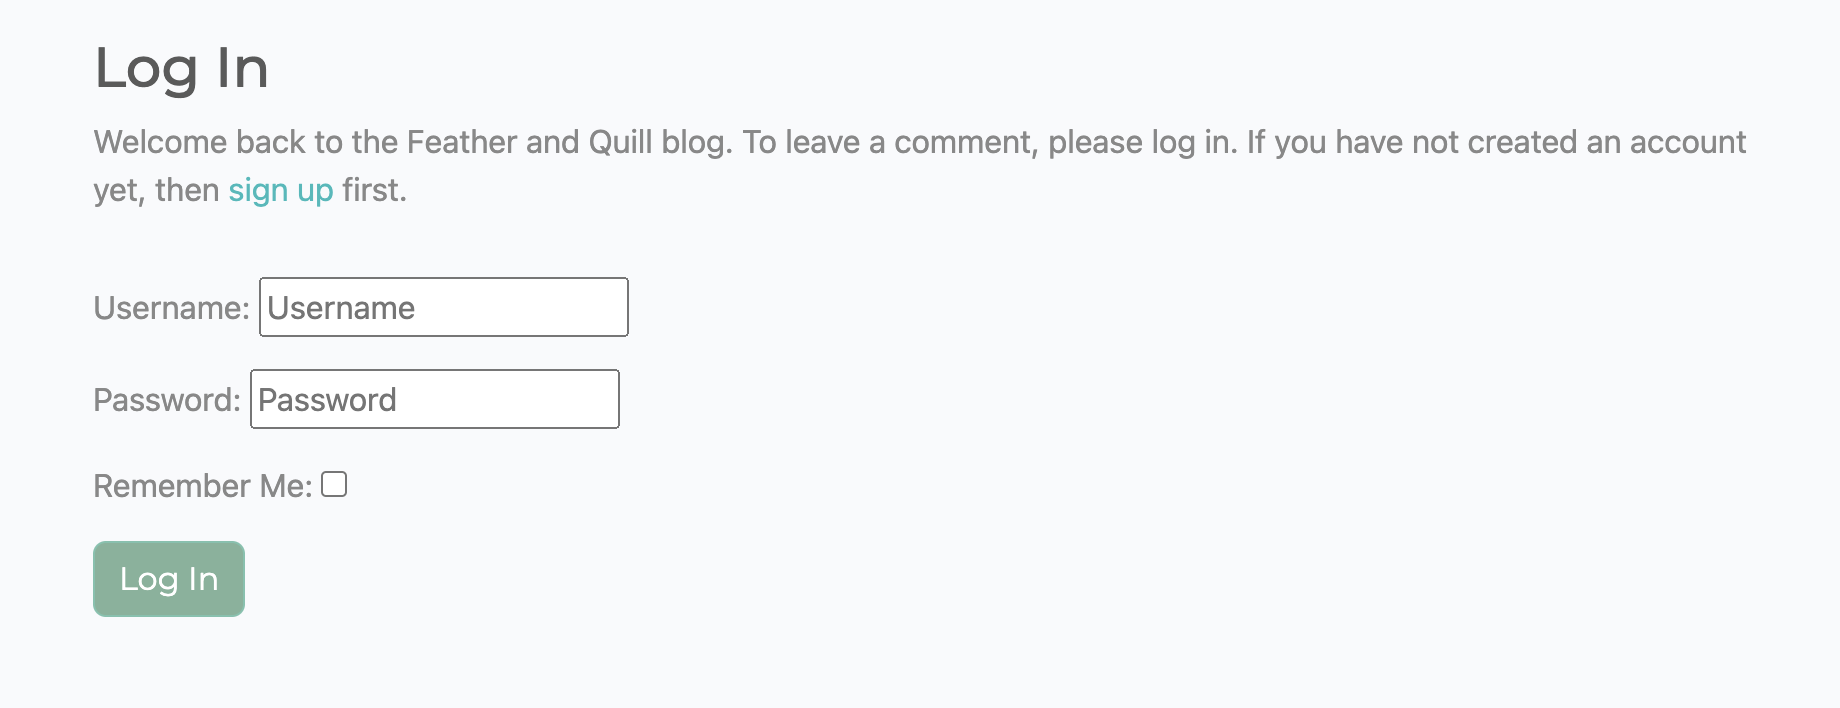 Log In
Welcome back to the Feather and Quill blog. To leave a comment, please log in. If you have not created an account
yet, then sign up first.
Username: Username
Password: Password
Remember Me:
Log In